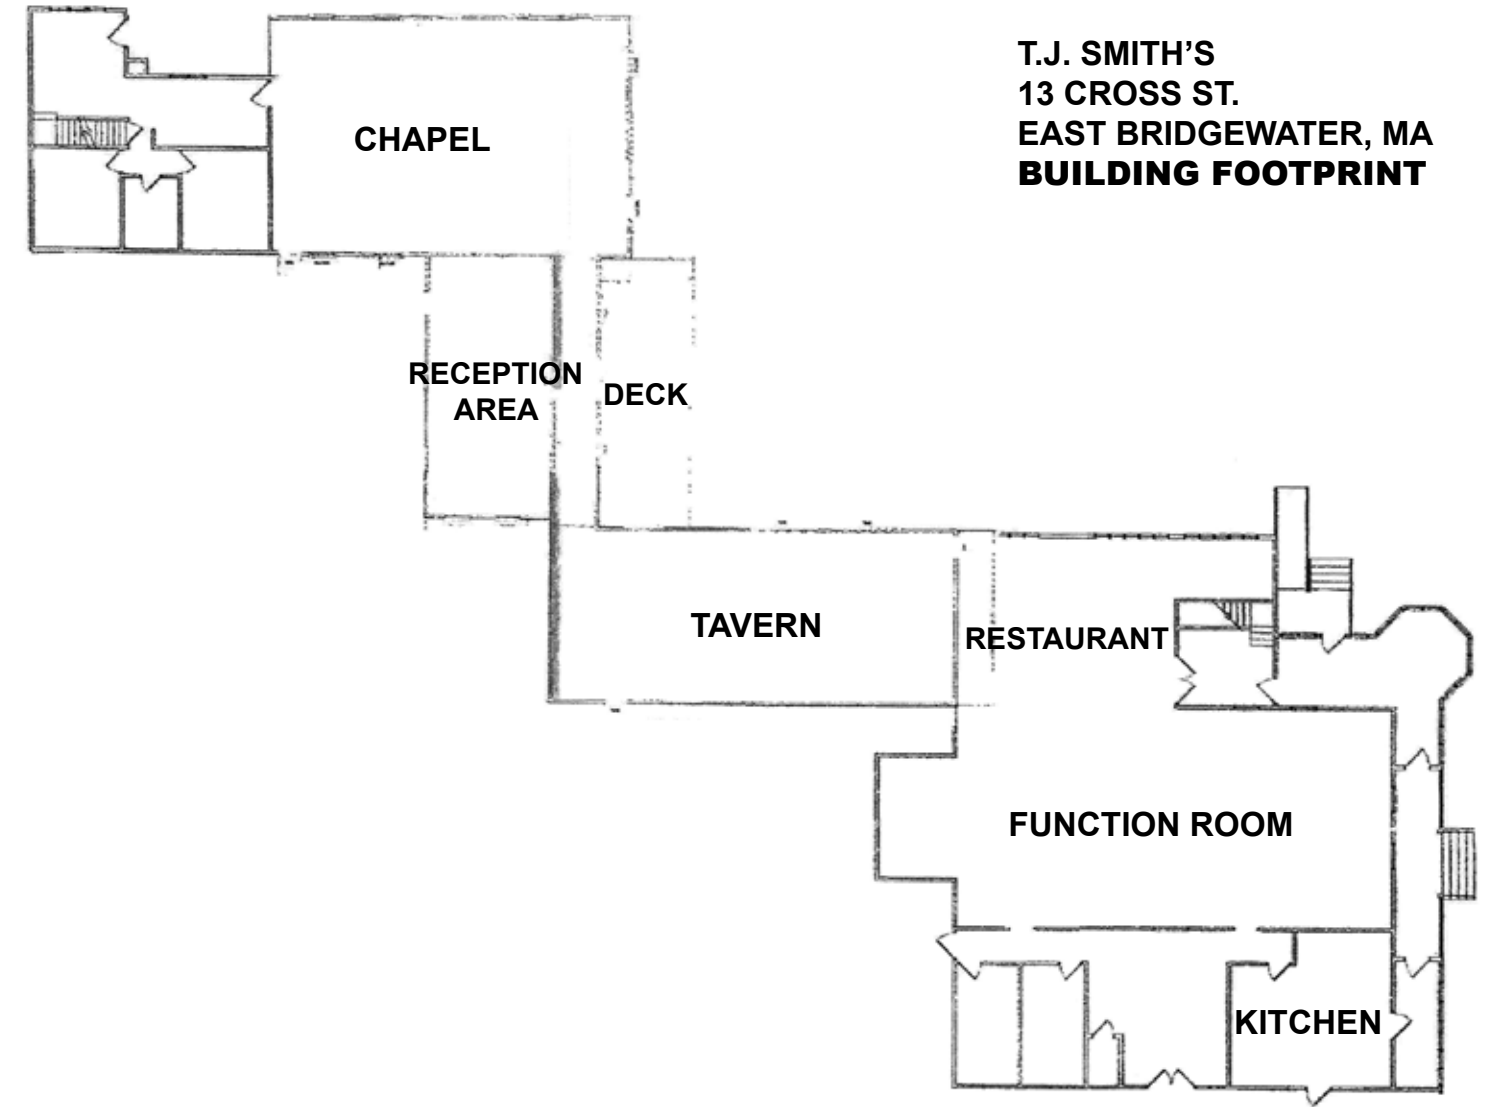 T.J. SMITH’S
13 CROSS ST.
EAST BRIDGEWATER, MA
BUILDING FOOTPRINT
CHAPEL
RECEPTION
AREA
DECK
TAVERN
RESTAURANT
FUNCTION ROOM
KITCHEN